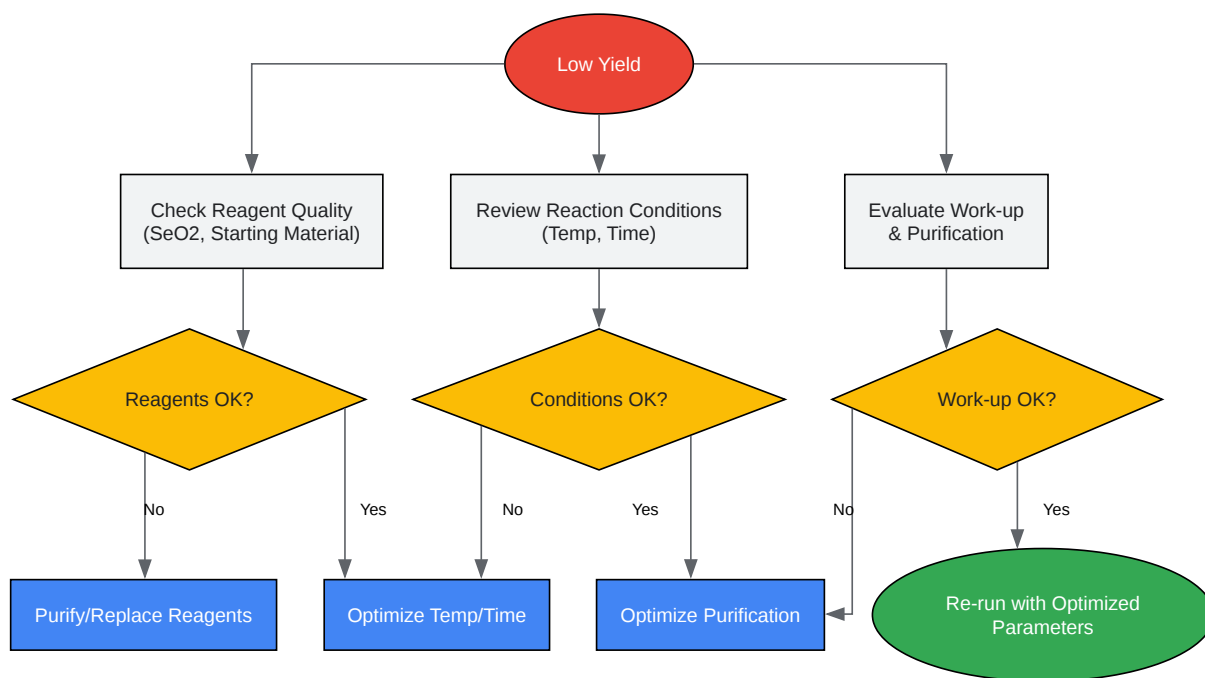 Low Yield
Check Reagent Quality
(SeO2, Starting Material)
Review Reaction Conditions
(Temp, Time)
Evaluate Work-up
& Purification
Reagents OK?
Conditions OK?
Work-up OK?
No
Yes
No
Yes
No
Yes
Purify/Replace Reagents
Optimize Temp/Time
Optimize Purification
Re-run with Optimized
Parameters